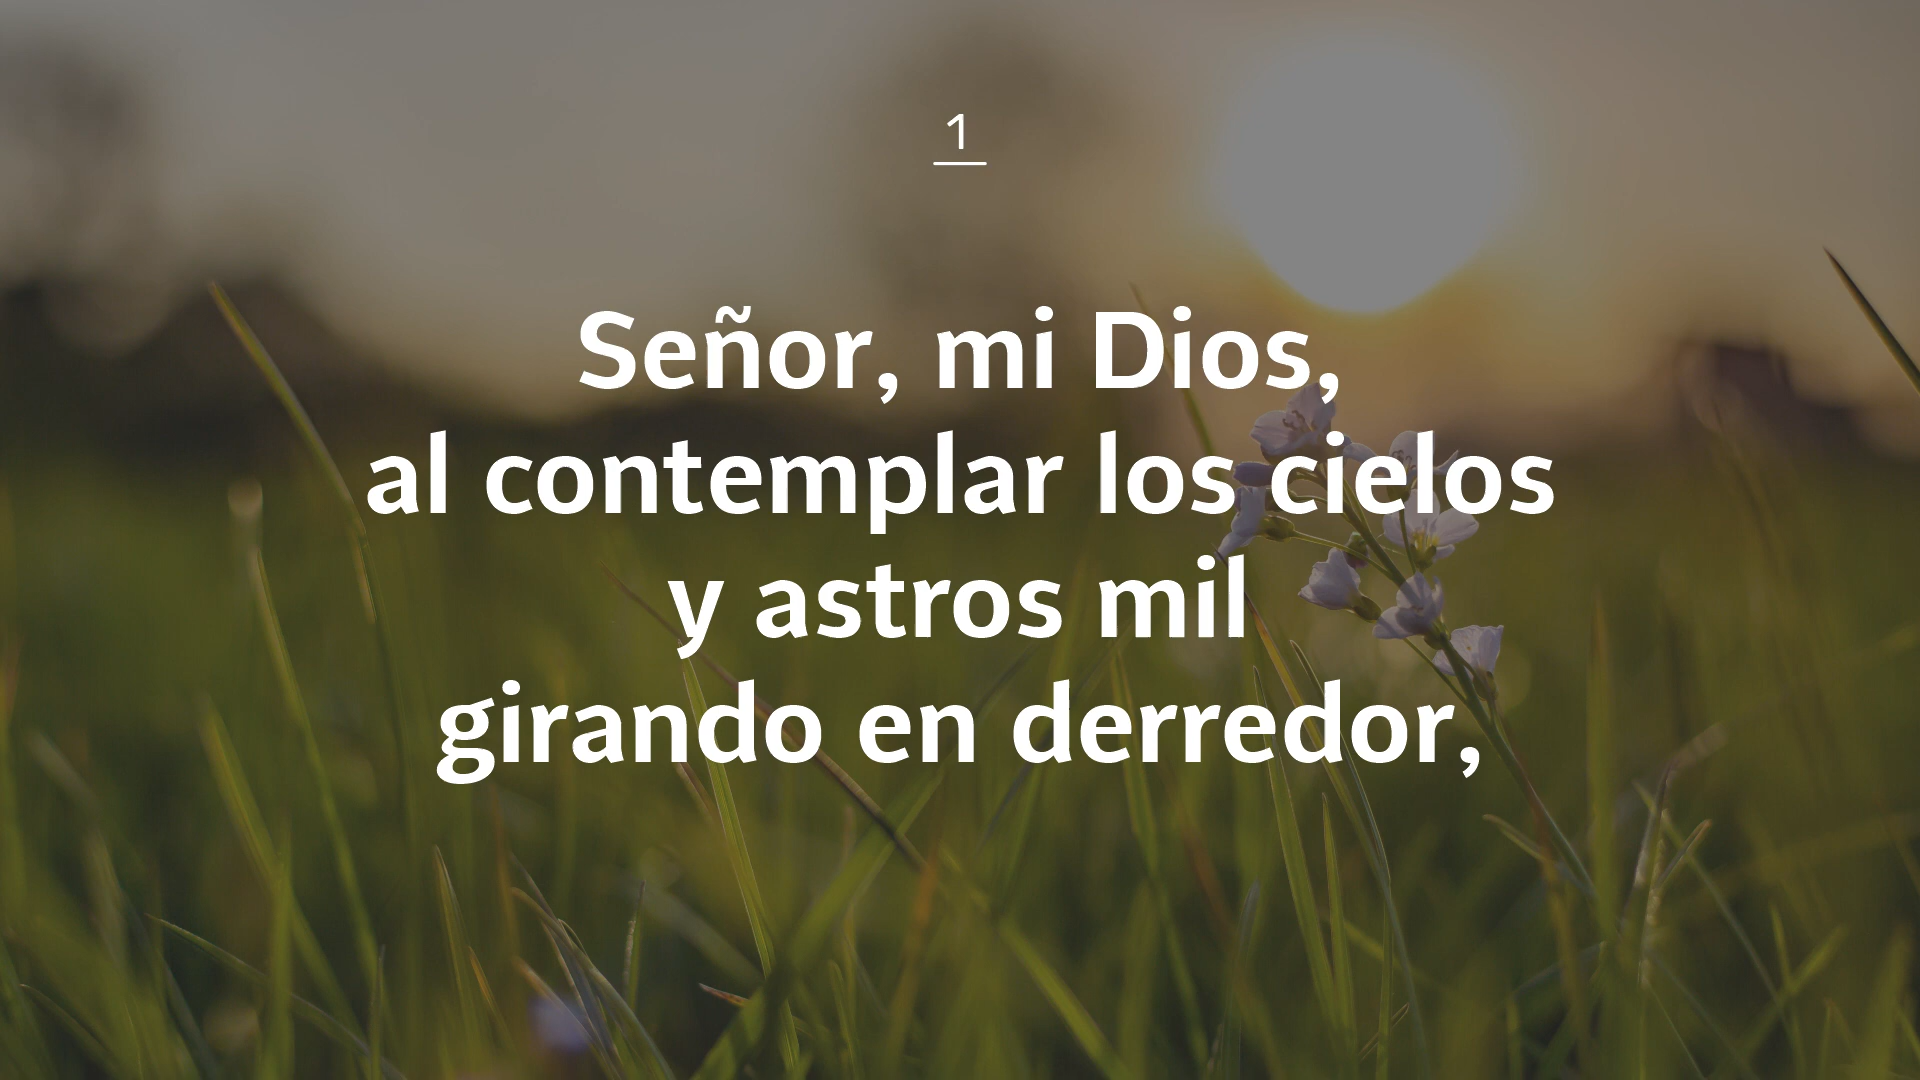 1
Señor, mi Dios,
al contemplar los cielos
y astros mil
girando en derredor,